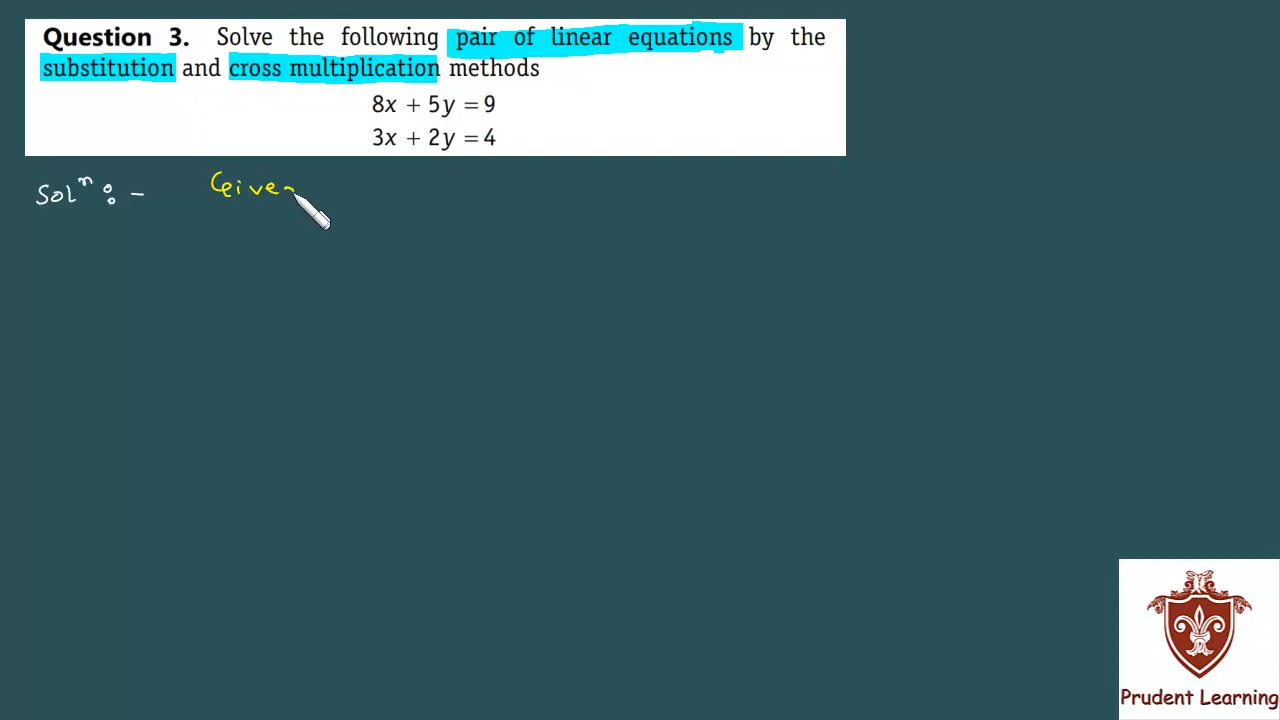 Question 3. Solve the following pair of linear equations by the
substitution and cross multiplication methods
8x + 5y = 9
3x + 2y = 4
Solⁿ :- Give
Prudent Learning